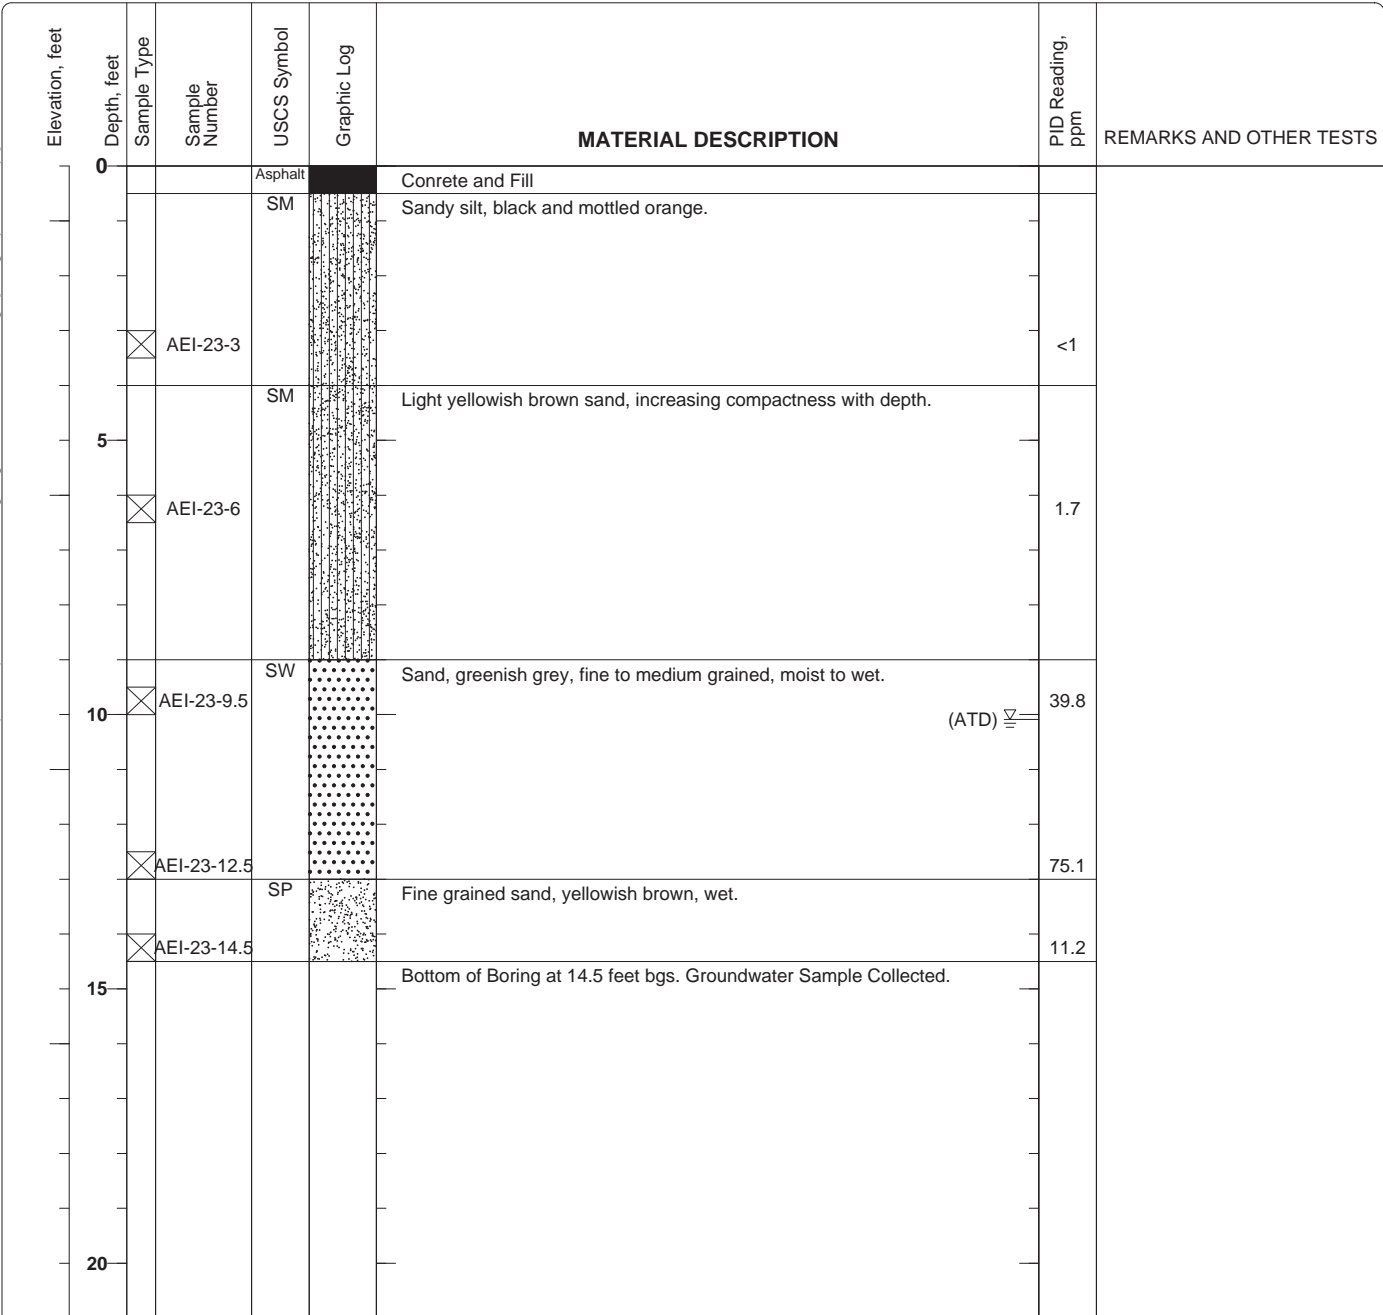 Elevation, feet
Depth, feet
Sample Type
Sample
Number
USCS Symbol
Graphic Log
MATERIAL DESCRIPTION
PID Reading,
ppm
REMARKS AND OTHER TESTS
0
Asphalt
Conrete and Fill
SM
Sandy silt, black and mottled orange.
AEI-23-3
<1
SM
Light yellowish brown sand, increasing compactness with depth.
5
AEI-23-6
1.7
SW
Sand, greenish grey, fine to medium grained, moist to wet.
AEI-23-9.5
39.8
10
(ATD)
AEI-23-12.5
75.1
SP
Fine grained sand, yellowish brown, wet.
AEI-23-14.5
11.2
Bottom of Boring at 14.5 feet bgs. Groundwater Sample Collected.
15
20